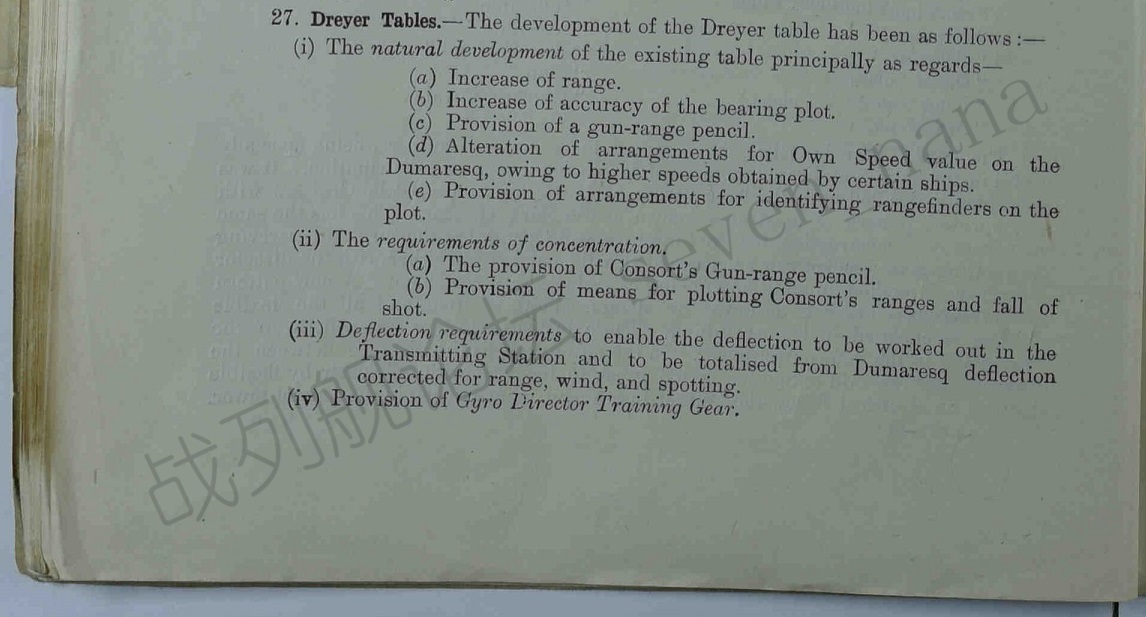 27. Dreyer Tables.—The development of the Dreyer table has been as follows :—
(i) The natural development of the existing table principally as regards—
(a) Increase of range.
(b) Increase of accuracy of the bearing plot.
(c) Provision of a gun-range pencil.
(d) Alteration of arrangements for Own Speed value on the
Dumaresq, owing to higher speeds obtained by certain ships.
(e) Provision of arrangements for identifying rangefinders on the
plot.
(ii) The requirements of concentration.
(a) The provision of Consort's Gun-range pencil.
(b) Provision of means for plotting Consort's ranges and fall of
shot.
(iii) Deflection requirements to enable the deflection to be worked out in the
Transmitting Station and to be totalised from Dumaresq deflection
corrected for range, wind, and spotting.
(iv) Provision of Gyro Director Training Gear.
战列舰论坛 seven_nana